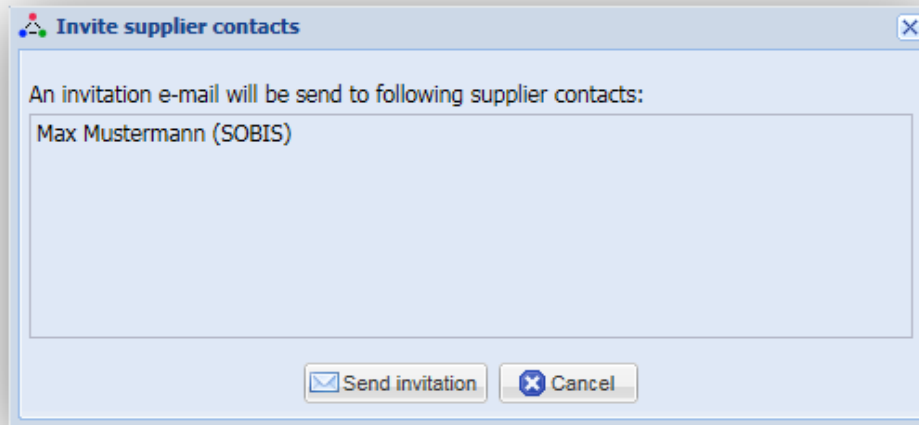 Invite supplier contacts
An invitation e-mail will be send to following supplier contacts:
Max Mustermann (SOBIS)
Send invitation
Cancel